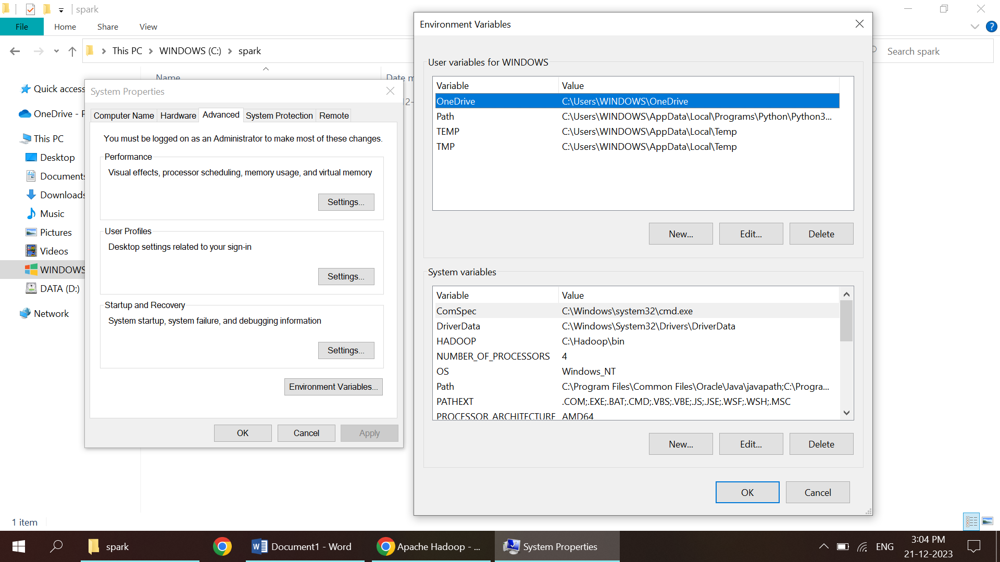 spark
File Home Share View
This PC WINDOWS (C:) spark
Search spark
Name
Date m
Quick access
OneDrive - P
This PC
Desktop
Documents
Downloads
Music
Pictures
Videos
WINDOWS
DATA (D:)
Network
1 item
System Properties
Computer Name Hardware Advanced System Protection Remote
You must be logged on as an Administrator to make most of these changes.
Performance
Visual effects, processor scheduling, memory usage, and virtual memory
Settings...
User Profiles
Desktop settings related to your sign-in
Settings...
Startup and Recovery
System startup, system failure, and debugging information
Settings...
Environment Variables...
OK Cancel Apply
12-
Environment Variables
User variables for WINDOWS
Variable Value
OneDrive C:\Users\WINDOWS\OneDrive
Path C:\Users\WINDOWS\AppData\Local\Programs\Python\Python3...
TEMP C:\Users\WINDOWS\AppData\Local\Temp
TMP C:\Users\WINDOWS\AppData\Local\Temp
New... Edit... Delete
System variables
Variable Value
ComSpec C:\Windows\system32\cmd.exe
DriverData C:\Windows\System32\Drivers\DriverData
HADOOP C:\Hadoop\bin
NUMBER_OF_PROCESSORS 4
OS Windows_NT
Path C:\Program Files\Common Files\Oracle\Java\javapath;C:\Progra...
PATHEXT .COM;.EXE;.BAT;.CMD;.VBS;.VBE;.JS;.JSE;.WSF;.WSH;.MSC
PROCESSOR_ARCHITECTURE AMD64
New... Edit... Delete
OK Cancel
spark
Document1 - Word
Apache Hadoop - ...
System Properties
ENG
3:04 PM
21-12-2023